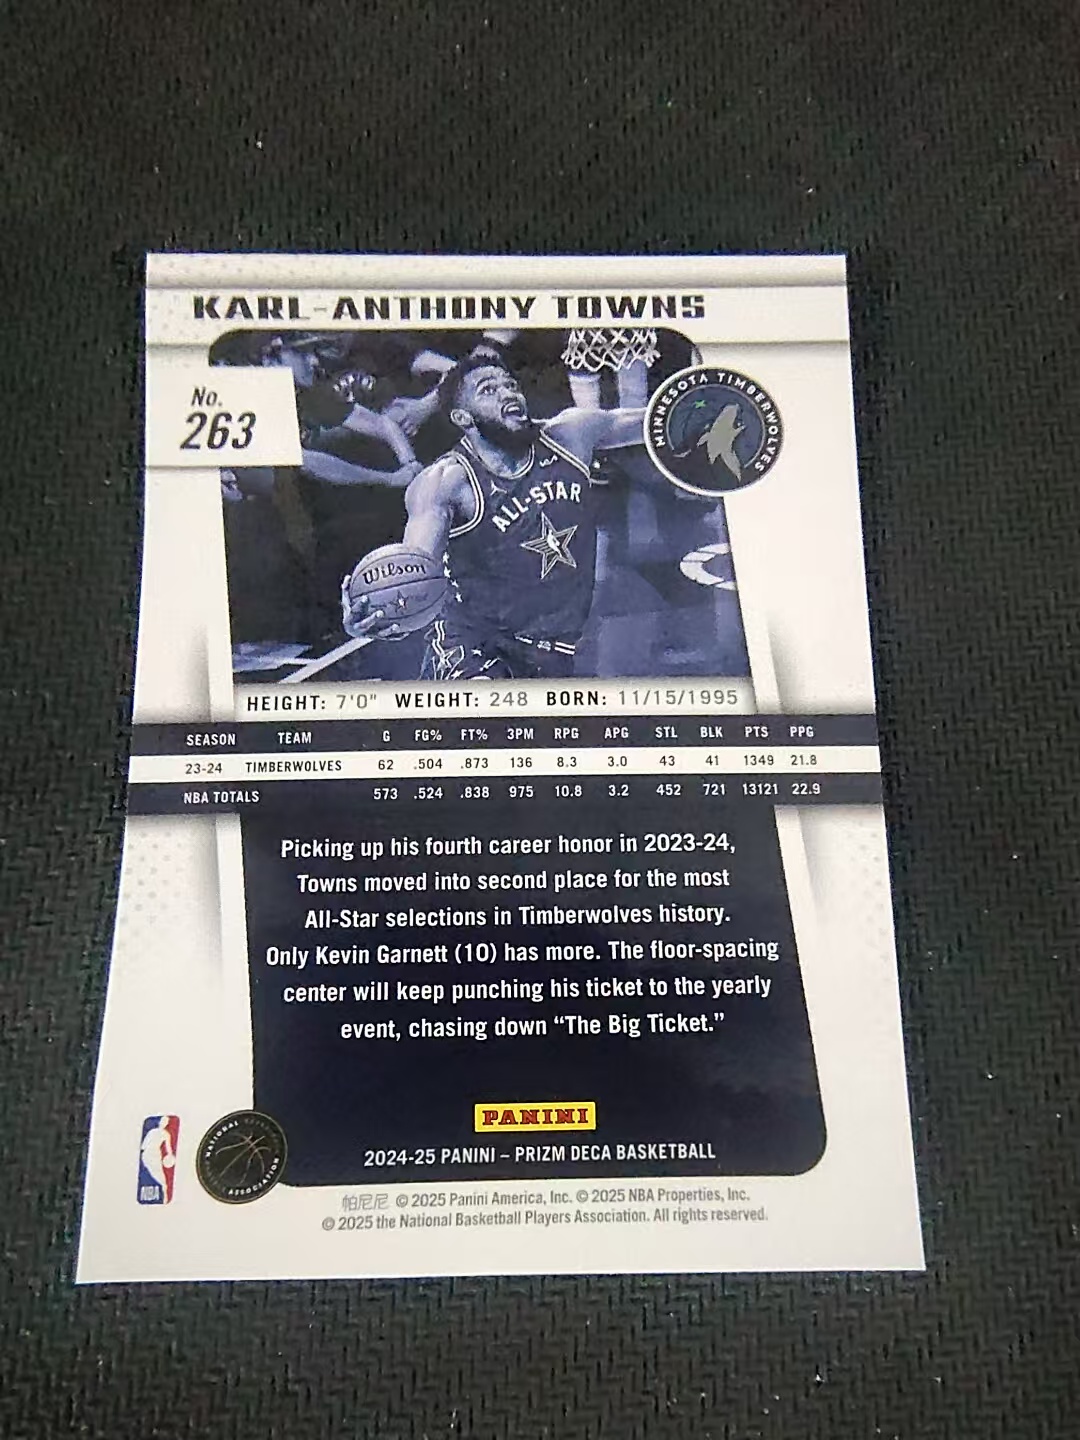 KARL-ANTHONY TOWNS
No.
263
MINNESOTA TIMBERWOLVES
ALL-STAR
Wilson
HEIGHT: 7'0" WEIGHT: 248 BORN: 11/15/1995
SEASON TEAM G FG% FT% 3PM RPG APG STL BLK PTS PPG
23-24 TIMBERWOLVES 62 .504 .873 136 8.3 3.0 43 41 1349 21.8
NBA TOTALS 573 .524 .838 975 10.8 3.2 452 721 13121 22.9
Picking up his fourth career honor in 2023-24,
Towns moved into second place for the most
All-Star selections in Timberwolves history.
Only Kevin Garnett (10) has more. The floor-spacing
center will keep punching his ticket to the yearly
event, chasing down “The Big Ticket.”
PANINI
2024-25 PANINI – PRIZM DECA BASKETBALL
NBA
NATIONAL BASKETBALL PLAYERS ASSOCIATION
帕尼尼 © 2025 Panini America, Inc. © 2025 NBA Properties, Inc.
© 2025 the National Basketball Players Association. All rights reserved.